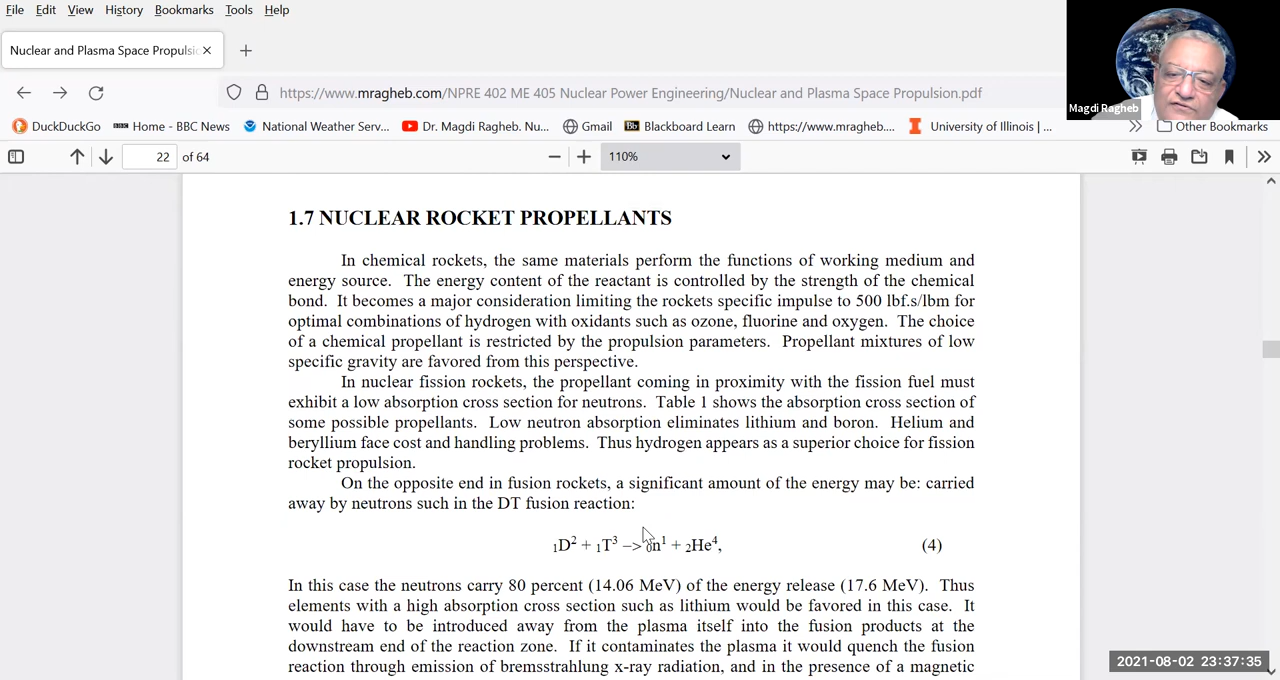 File Edit View History Bookmarks Tools Help
Nuclear and Plasma Space Propulsi
https://www.mragheb.com/NPRE 402 ME 405 Nuclear Power Engineering/Nuclear and Plasma Space Propulsion.pdf
Magdi Ragheb
DuckDuckGo BBC Home - BBC News National Weather Serv... Dr. Magdi Ragheb. Nu... Gmail Bb Blackboard Learn https://www.mragheb.... I University of Illinois | ... Other Bookmarks
22 of 64 110%
1.7 NUCLEAR ROCKET PROPELLANTS
In chemical rockets, the same materials perform the functions of working medium and
energy source. The energy content of the reactant is controlled by the strength of the chemical
bond. It becomes a major consideration limiting the rockets specific impulse to 500 lbf.s/lbm for
optimal combinations of hydrogen with oxidants such as ozone, fluorine and oxygen. The choice
of a chemical propellant is restricted by the propulsion parameters. Propellant mixtures of low
specific gravity are favored from this perspective.
In nuclear fission rockets, the propellant coming in proximity with the fission fuel must
exhibit a low absorption cross section for neutrons. Table 1 shows the absorption cross section of
some possible propellants. Low neutron absorption eliminates lithium and boron. Helium and
beryllium face cost and handling problems. Thus hydrogen appears as a superior choice for fission
rocket propulsion.
On the opposite end in fusion rockets, a significant amount of the energy may be: carried
away by neutrons such in the DT fusion reaction:
₁D² + ₁T³ –> ₀n¹ + ₂He⁴, (4)
In this case the neutrons carry 80 percent (14.06 MeV) of the energy release (17.6 MeV). Thus
elements with a high absorption cross section such as lithium would be favored in this case. It
would have to be introduced away from the plasma itself into the fusion products at the
downstream end of the reaction zone. If it contaminates the plasma it would quench the fusion
reaction through emission of bremsstrahlung x-ray radiation, and in the presence of a magnetic
2021-08-02 23:37:35